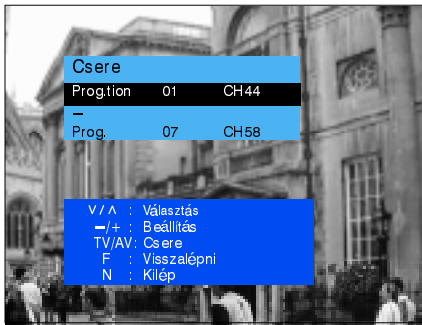 Csere
Prog.tion 01 CH44
–
Prog. 07 CH58
∨/∧ : Választás
–/+ : Beállítás
TV/AV: Csere
F : Visszalépni
N : Kilép